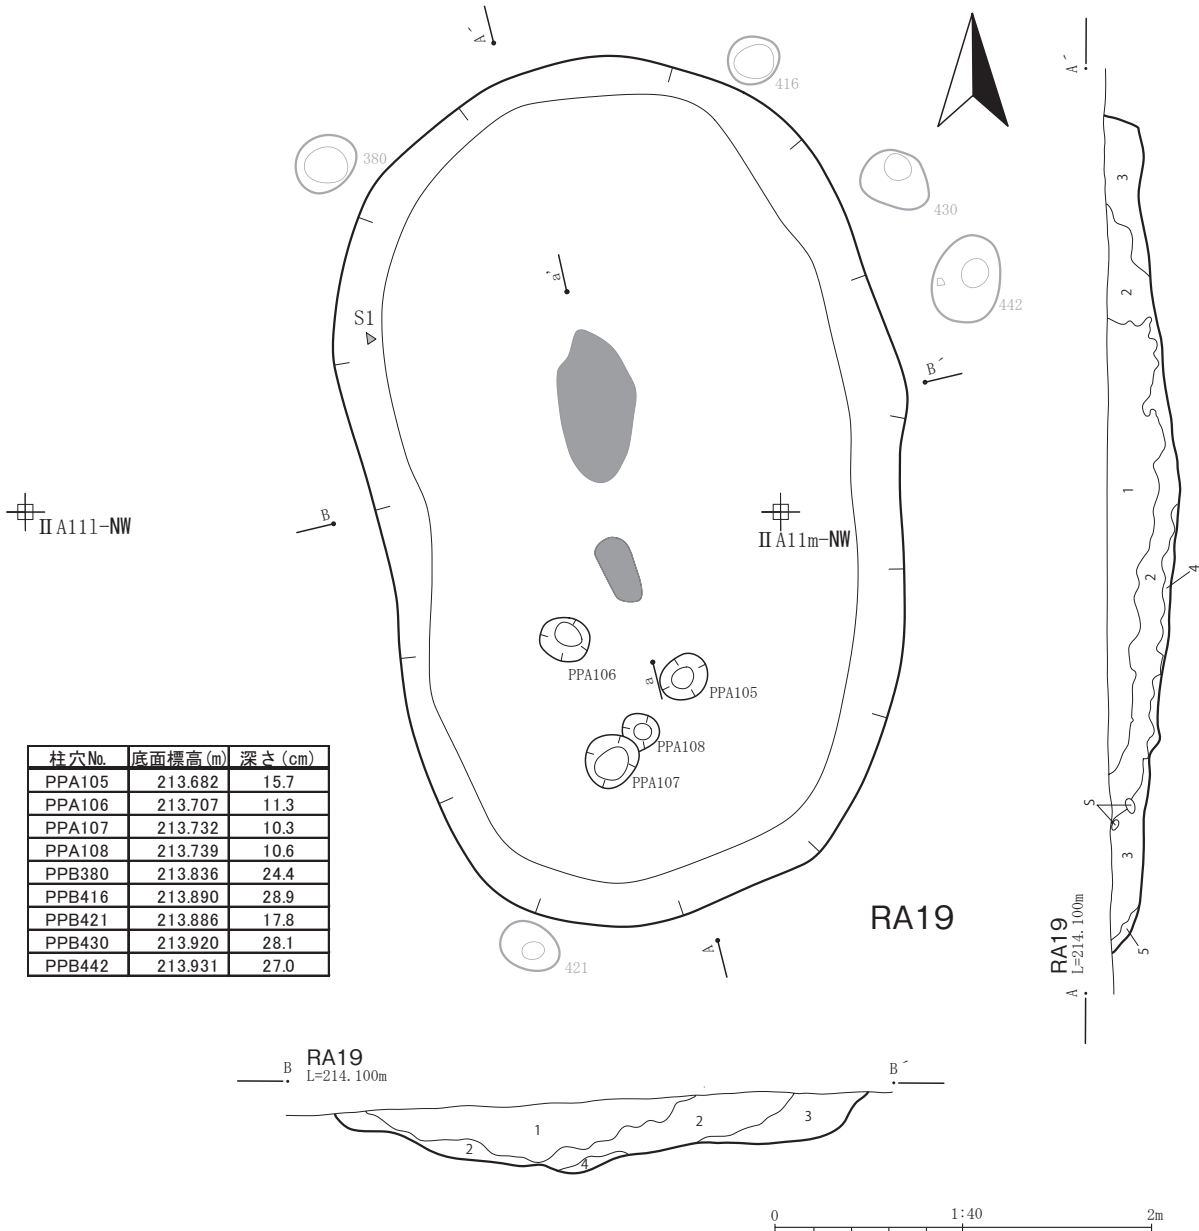 A´
416
380
430
442
a'
S1
B´
B
ⅡA11l-NW
ⅡA11m-NW
PPA106
a
PPA105
PPA108
PPA107
柱穴No. 底面標高(m) 深さ(cm)
PPA105 213.682 15.7
PPA106 213.707 11.3
PPA107 213.732 10.3
PPA108 213.739 10.6
PPB380 213.836 24.4
PPB416 213.890 28.9
PPB421 213.886 17.8
PPB430 213.920 28.1
PPB442 213.931 27.0
RA19
421
A
A´
3
2
1
2
4
S
3
5
RA19
L=214.100m
A
B
RA19
L=214.100m
B´
1
2
2
3
4
0 1:40 2m